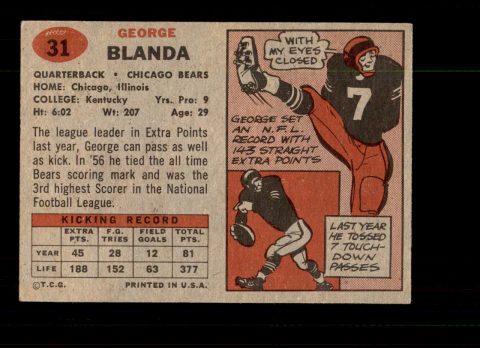 31
GEORGE
BLANDA
QUARTERBACK • CHICAGO BEARS
HOME: Chicago, Illinois
COLLEGE: Kentucky Yrs. Pro: 9
Ht: 6:02 Wt: 207 Age: 29
The league leader in Extra Points
last year, George can pass as well
as kick. In '56 he tied the all time
Bears scoring mark and was
the 3rd highest Scorer in the National
Football League.
KICKING RECORD
EXTRA PTS. F.G. TRIES FIELD GOALS TOTAL PTS.
YEAR 45 28 12 81
LIFE 188 152 63 377
©T.C.G. PRINTED IN U.S.A.
WITH
MY EYES
CLOSED
7
GEORGE SET
AN N.F.L.
RECORD WITH
143 STRAIGHT
EXTRA POINTS
LAST YEAR
HE TOSSED
7 TOUCH-
DOWN
PASSES